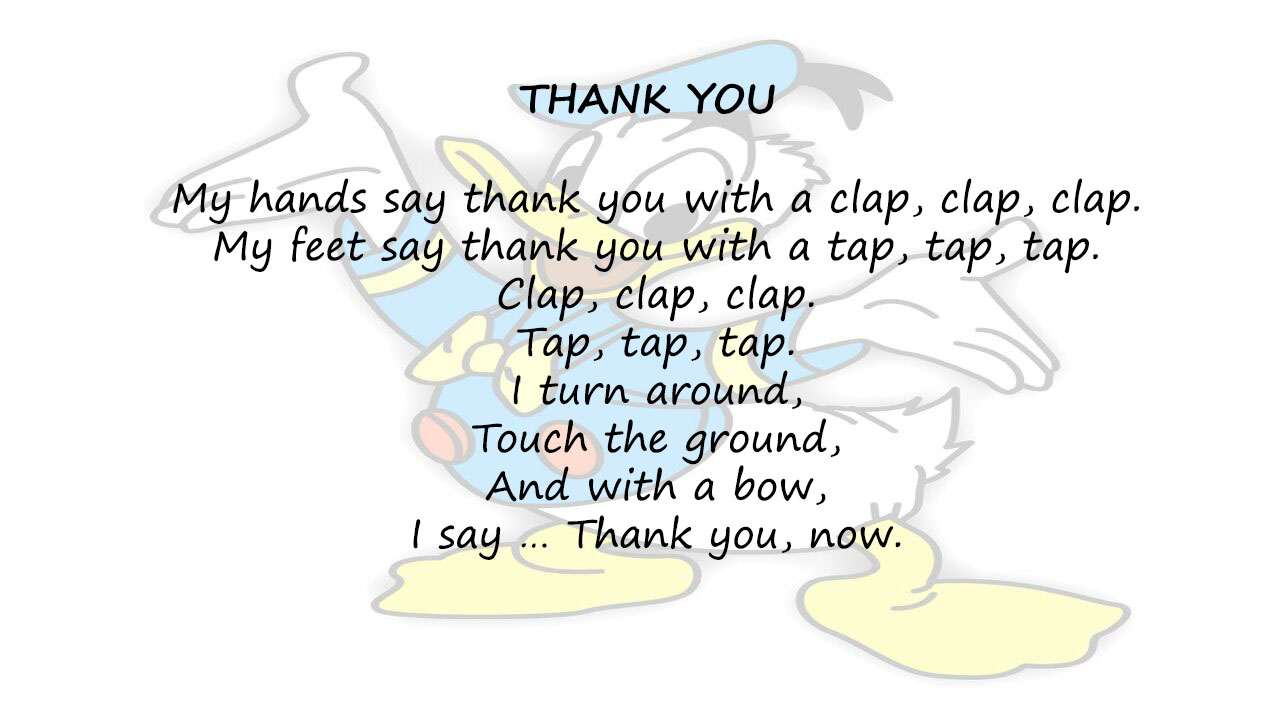 THANK YOU
My hands say thank you with a clap, clap, clap.
My feet say thank you with a tap, tap, tap.
Clap, clap, clap.
Tap, tap, tap.
I turn around,
Touch the ground,
And with a bow,
I say ... Thank you, now.